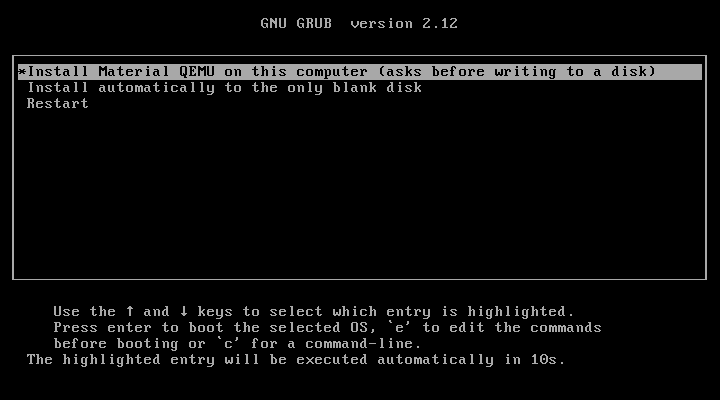 GNU GRUB  version 2.12
*Install Material QEMU on this computer (asks before writing to a disk)
Install automatically to the only blank disk
Restart
Use the ↑ and ↓ keys to select which entry is highlighted.
Press enter to boot the selected OS, `e' to edit the commands
before booting or `c' for a command-line.
The highlighted entry will be executed automatically in 10s.